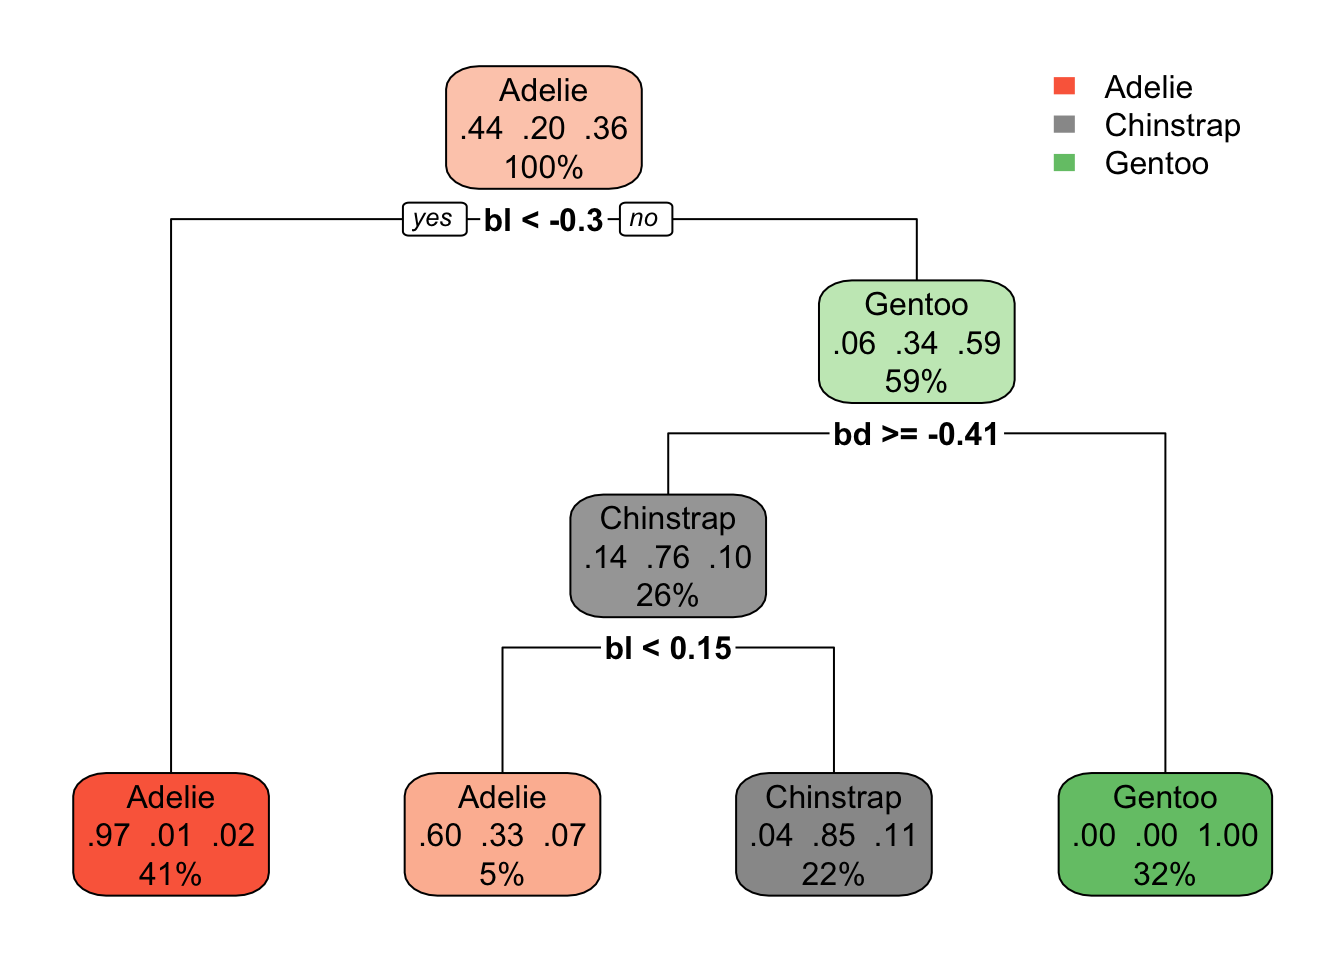 Adelie
.44 .20 .36
100%
Adelie
Chinstrap
Gentoo
yes bl < -0.3 no
Gentoo
.06 .34 .59
59%
bd >= -0.41
Chinstrap
.14 .76 .10
26%
bl < 0.15
Adelie
.97 .01 .02
41%
Adelie
.60 .33 .07
5%
Chinstrap
.04 .85 .11
22%
Gentoo
.00 .00 1.00
32%